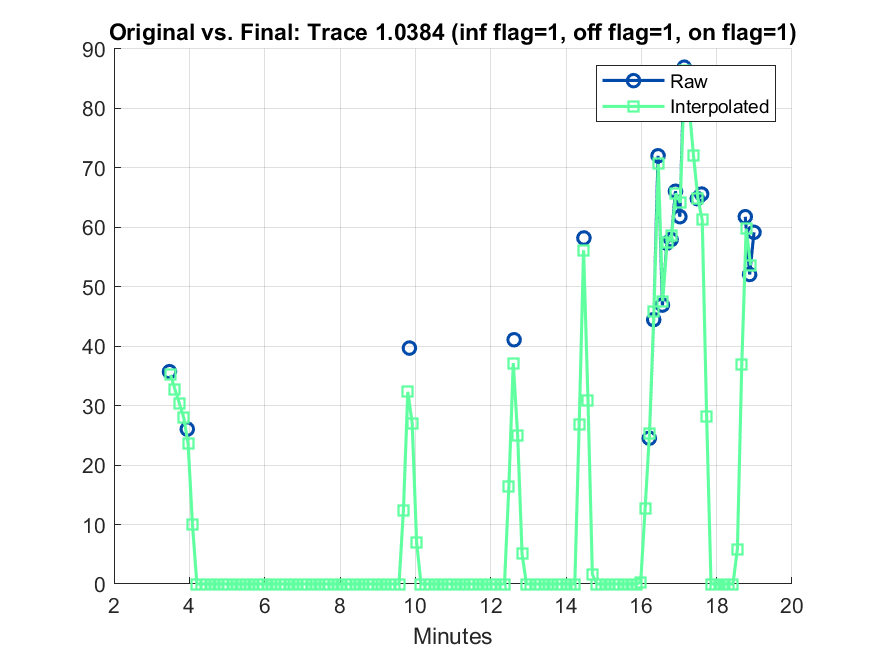 Original vs. Final: Trace 1.0384 (inf flag=1, off flag=1, on flag=1)
90
80
70
60
50
40
30
20
10
0
Raw
Interpolated
2 4 6 8 10 12 14 16 18 20
Minutes